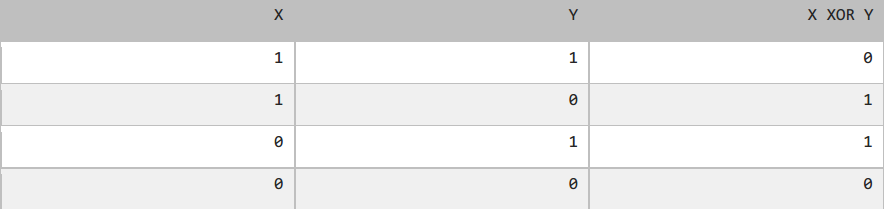 X Y X XOR Y
1 1 0
1 0 1
0 1 1
0 0 0